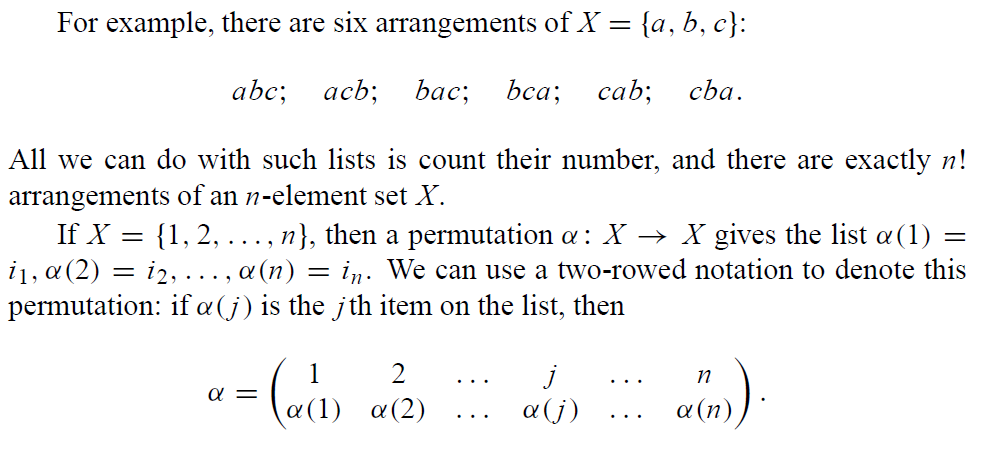 For example, there are six arrangements of X = {a, b, c}:
abc; acb; bac; bca; cab; cba.
All we can do with such lists is count their number, and there are exactly n!
arrangements of an n-element set X.
If X = {1, 2, . . . , n}, then a permutation α: X → X gives the list α(1) =
i₁, α(2) = i₂, . . . , α(n) = iₙ. We can use a two-rowed notation to denote this
permutation: if α(j) is the jth item on the list, then
1 2 . . . j . . . n
α = ( α(1) α(2) . . . α(j) . . . α(n) ) .